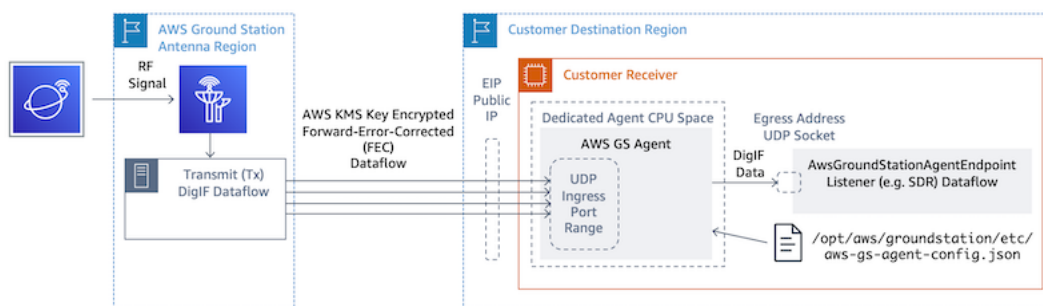 AWS Ground Station
Antenna Region
RF
Signal
Transmit (Tx)
DigIF Dataflow
AWS KMS Key Encrypted
Forward-Error-Corrected
(FEC)
Dataflow
Customer Destination Region
EIP
Public
IP
Customer Receiver
Dedicated Agent CPU Space
AWS GS Agent
UDP
Ingress
Port
Range
Egress Address
UDP Socket
DigIF
Data
AwsGroundStationAgentEndpoint
Listener (e.g. SDR) Dataflow
/opt/aws/groundstation/etc/
aws-gs-agent-config.json